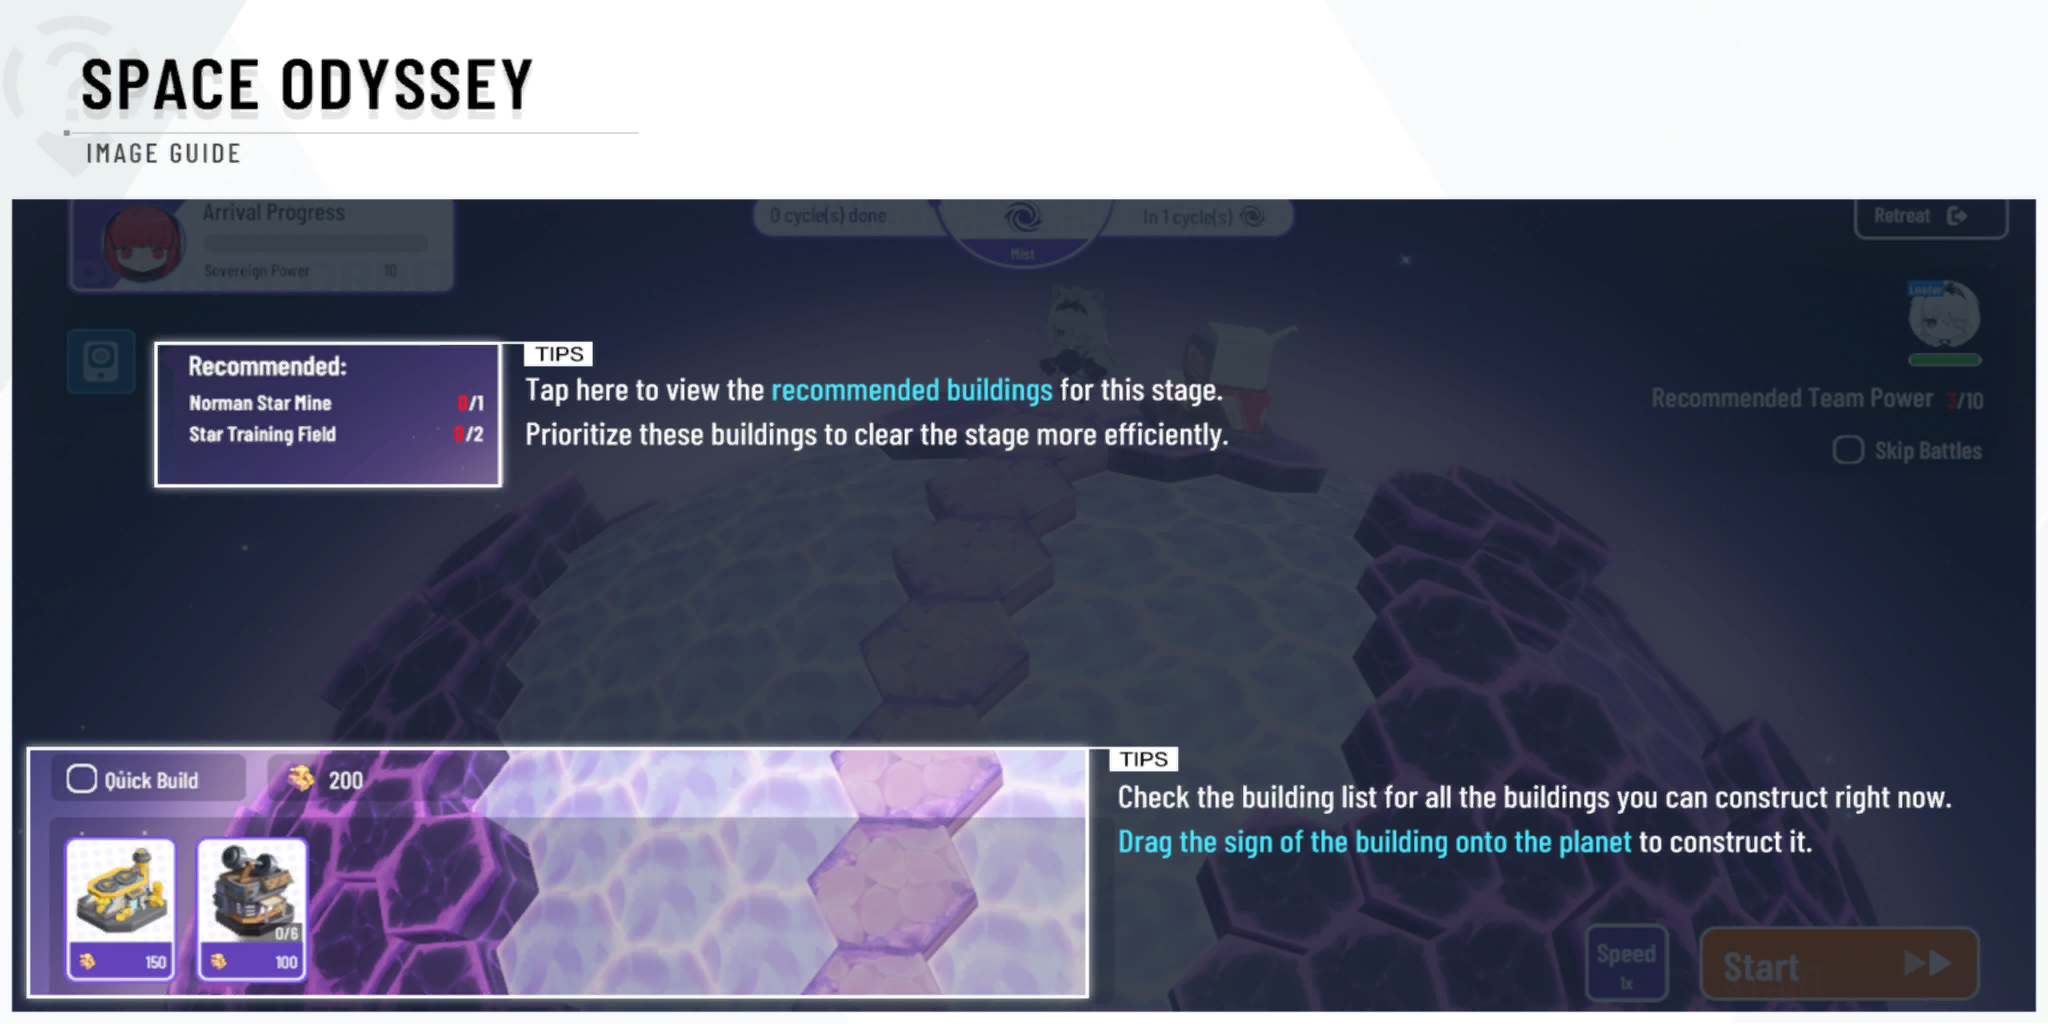 SPACE ODYSSEY
IMAGE GUIDE
Arrival Progress
Sovereign Power 10
0 cycle(s) done
Mist
In 1 cycle(s)
Retreat
Leader
Recommended:
Norman Star Mine 0/1
Star Training Field 0/2
TIPS
Tap here to view the recommended buildings for this stage.
Prioritize these buildings to clear the stage more efficiently.
Recommended Team Power 3/10
Skip Battles
Quick Build
200
0/6
150
100
TIPS
Check the building list for all the buildings you can construct right now.
Drag the sign of the building onto the planet to construct it.
Speed
1x
Start